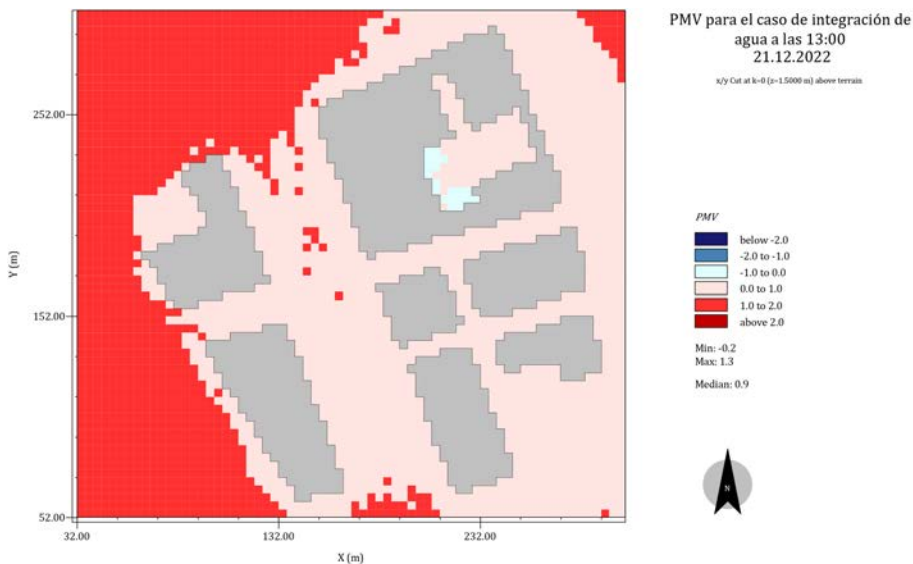 PMV para el caso de integración de
agua a las 13:00
21.12.2022
x/y Cut at k=0 (z=1.5000 m) above terrain
252.00
152.00
52.00
Y (m)
32.00
132.00
232.00
X (m)
PMV
below -2.0
-2.0 to -1.0
-1.0 to 0.0
0.0 to 1.0
1.0 to 2.0
above 2.0
Min: -0.2
Max: 1.3
Median: 0.9
N